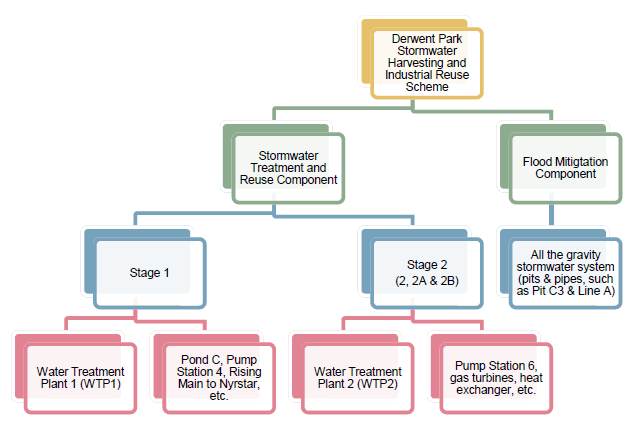 Derwent Park
Stormwater
Harvesting and
Industrial Reuse
Scheme
Stormwater
Treatment and
Reuse Component
Flood Mitigtation
Component
Stage 1
Stage 2
(2, 2A & 2B)
All the gravity
stormwater system
(pits & pipes, such
as Pit C3 & Line A)
Water Treatment
Plant 1 (WTP1)
Pond C, Pump
Station 4, Rising
Main to Nyrstar,
etc.
Water Treatment
Plant 2 (WTP2)
Pump Station 6,
gas turbines, heat
exchanger, etc.